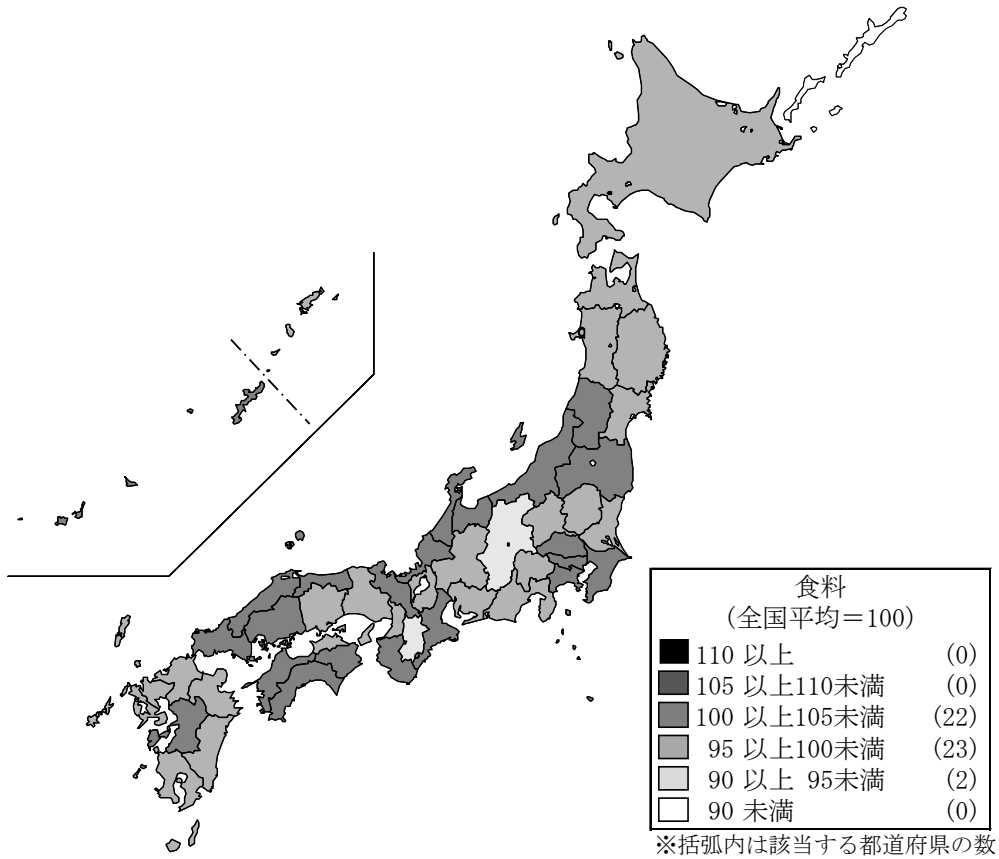 食料
（全国平均＝100）
110 以上 (0)
105 以上110未満 (0)
100 以上105未満 (22)
95 以上100未満 (23)
90 以上 95未満 (2)
90 未満 (0)
※括弧内は該当する都道府県の数